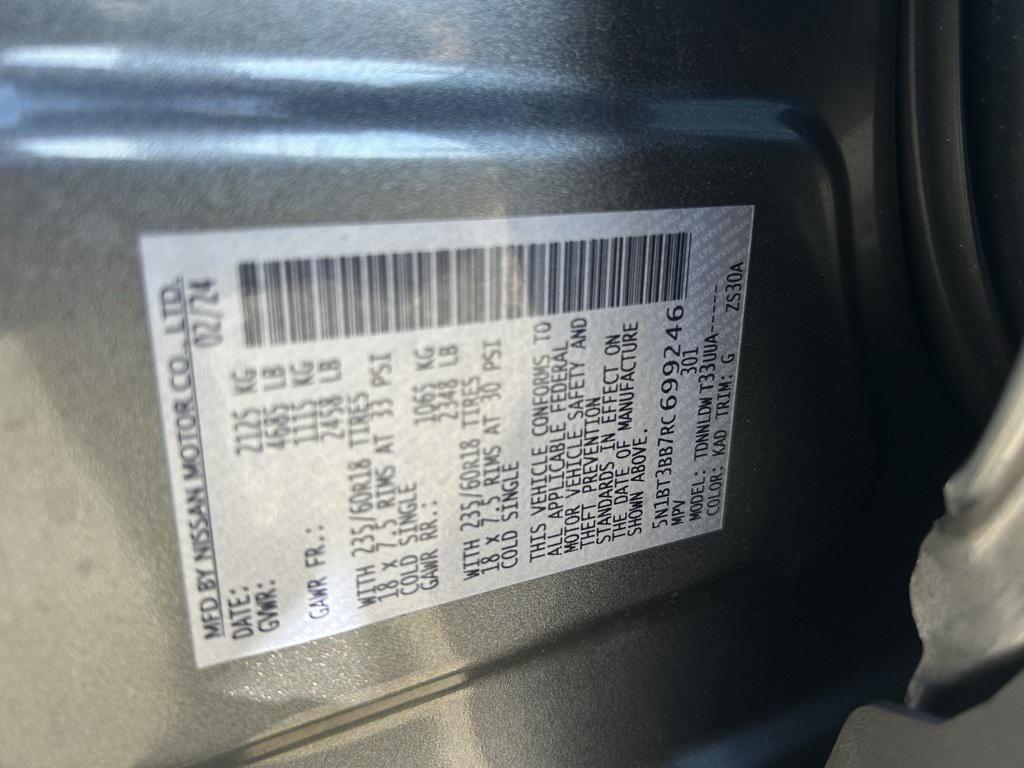 MFD BY NISSAN MOTOR CO., LTD.
DATE: 02/24
GVWR: 2125 KG
4685 LB
GAWR FR.: 1115 KG
2458 LB
WITH 235/60R18 TIRES
18 X 7.5 RIMS AT 33 PSI
COLD SINGLE
GAWR RR.: 1065 KG
2348 LB
WITH 235/60R18 TIRES
18 X 7.5 RIMS AT 30 PSI
COLD SINGLE
THIS VEHICLE CONFORMS TO
ALL APPLICABLE FEDERAL
MOTOR VEHICLE SAFETY AND
THEFT PREVENTION
STANDARDS IN EFFECT ON
THE DATE OF MANUFACTURE
SHOWN ABOVE.
5N1BT3BB7RC699246
MPV 301
MODEL: TDNNLDW T33UUA------
COLOR: KAD TRIM: G ZS30A